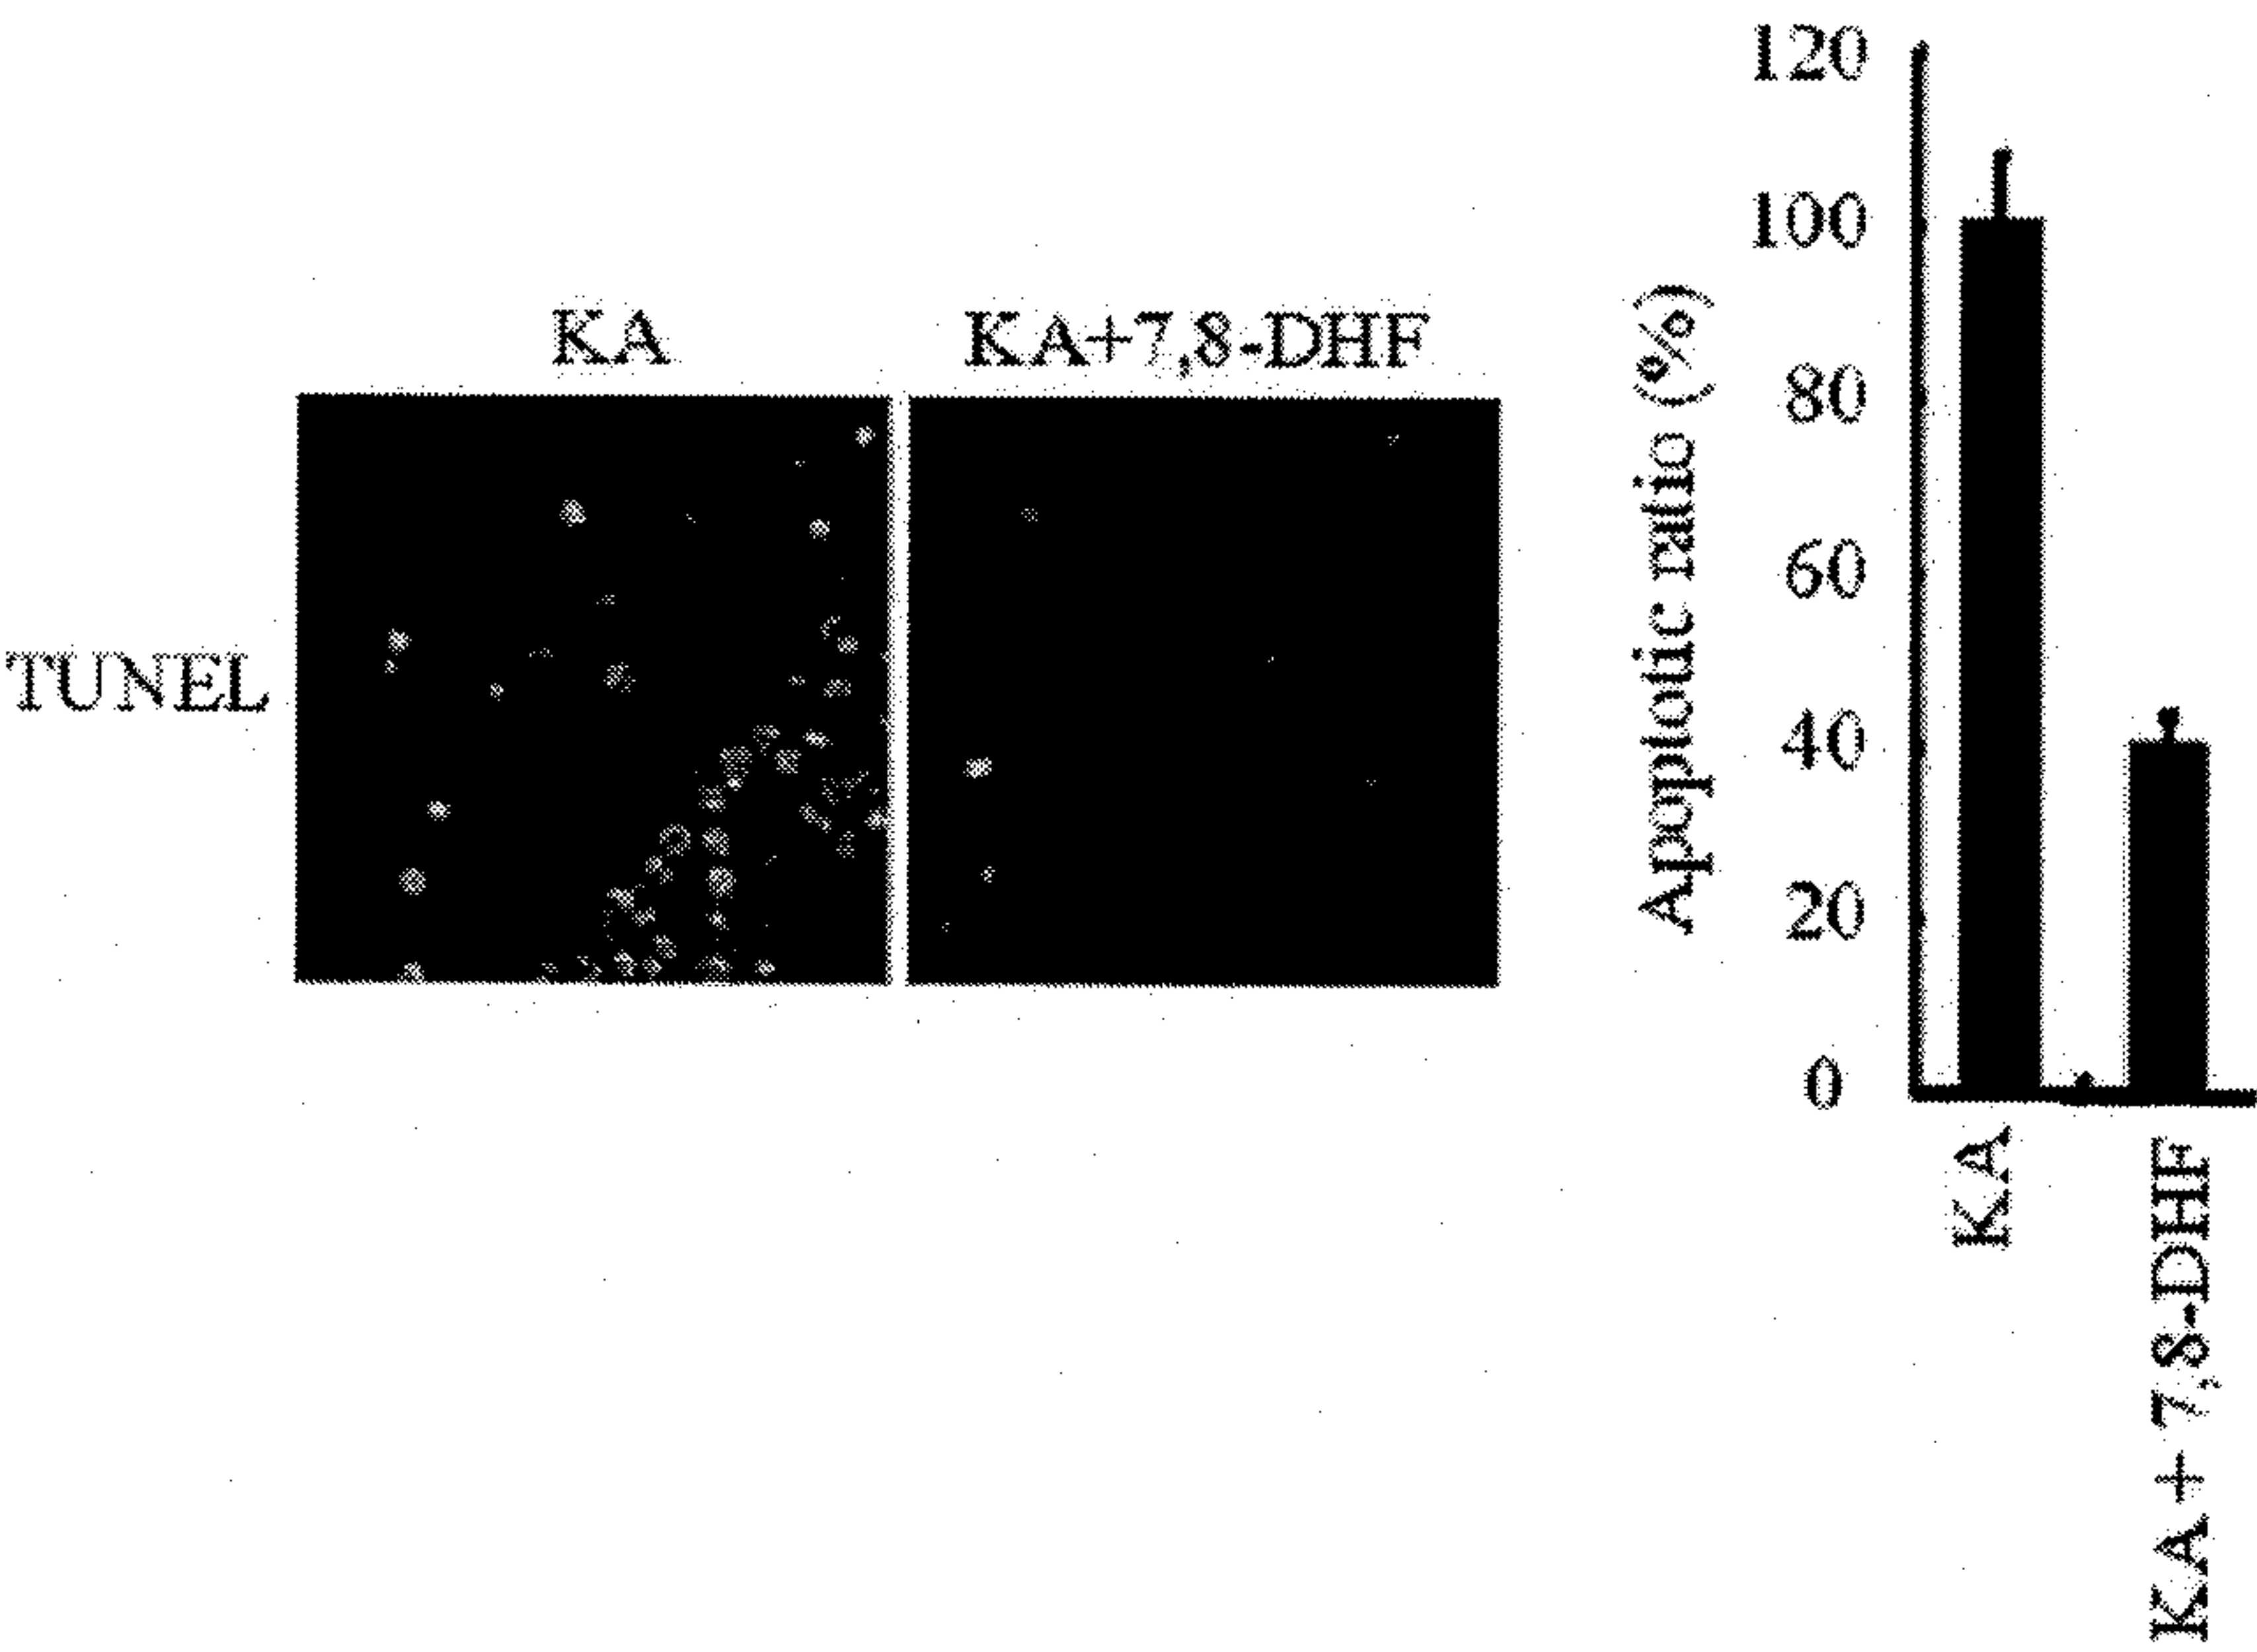 KA
KA+7,8-DHF
TUNEL
Apoptotic ratio (%)
120
100
80
60
40
20
0
KA
KA + 7,8-DHF